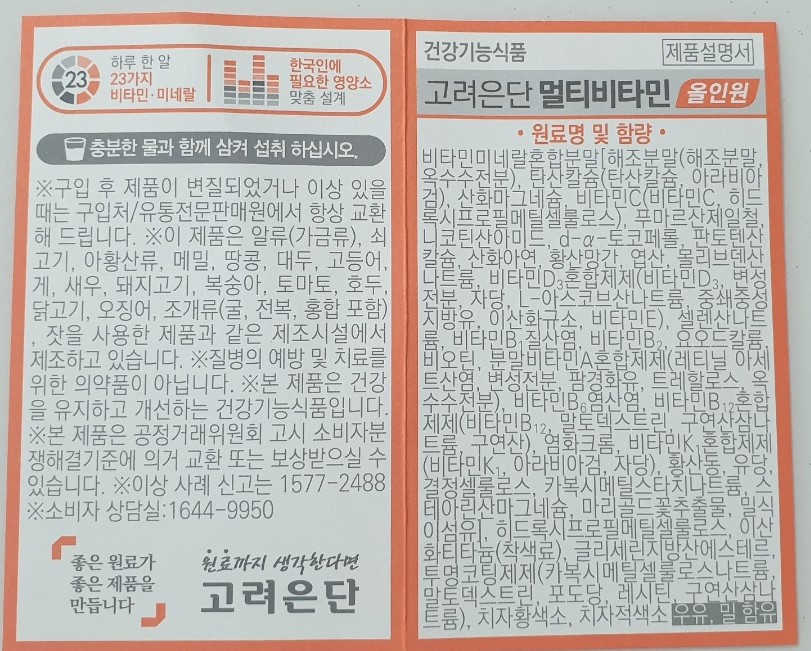 23
하루 한 알
23가지
비타민·미네랄
한국인에
필요한 영양소
맞춤 설계
충분한 물과 함께 삼켜 섭취 하십시오.
※구입 후 제품이 변질되었거나 이상 있을
때는 구입처/유통전문판매원에서 항상 교환
해 드립니다. ※이 제품은 알류(가금류), 쇠
고기, 아황산류, 메밀, 땅콩, 대두, 고등어,
게, 새우, 돼지고기, 복숭아, 토마토, 호두,
닭고기, 오징어, 조개류(굴, 전복, 홍합 포함)
, 잣을 사용한 제품과 같은 제조시설에서
제조하고 있습니다. ※질병의 예방 및 치료를
위한 의약품이 아닙니다. ※본 제품은 건강
을 유지하고 개선하는 건강기능식품입니다.
※본 제품은 공정거래위원회 고시 소비자분
쟁해결기준에 의거 교환 또는 보상받으실 수
있습니다. ※이상 사례 신고는 1577-2488
※소비자 상담실:1644-9950
좋은 원료가
좋은 제품을
만듭니다
원료까지 생각한다면
고려은단
건강기능식품
제품설명서
고려은단 멀티비타민 올인원
• 원료명 및 함량 •
비타민미네랄혼합분말[해조분말(해조분말,
옥수수전분), 탄산칼슘(탄산칼슘, 아라비아
검), 산화마그네슘, 비타민C(비타민C, 히드
록시프로필메틸셀룰로스), 푸마르산제일철,
니코틴산아미드, d-α-토코페롤, 판토텐산
칼슘, 산화아연, 황산망간, 엽산, 몰리브덴산
나트륨, 비타민D₃혼합제제(비타민D₃, 변성
전분, 자당, L-아스코브산나트륨, 중쇄중성
지방유, 이산화규소, 비타민E), 셀렌산나트
륨, 비타민B₁질산염, 비타민B₂, 요오드칼륨,
비오틴, 분말비타민A혼합제제(레티닐 아세
트산염, 변성전분, 팜경화유, 트레할로스, 옥
수수전분), 비타민B₆염산염, 비타민B₁₂혼합
제제(비타민B₁₂, 말토덱스트린, 구연산삼나
트륨, 구연산), 염화크롬, 비타민K₁혼합제제
(비타민K₁, 아라비아검, 자당), 황산동, 유당,
결정셀룰로스, 카복시메틸스타치나트륨, 스
테아린산마그네슘, 마리골드꽃추출물, 밀식
이섬유], 히드록시프로필메틸셀룰로스, 이산
화티타늄(착색료), 글리세린지방산에스테르,
투명코팅제제(카복시메틸셀룰로스나트륨,
말토덱스트린, 포도당, 레시틴, 구연산삼나
트륨), 치자황색소, 치자적색소 우유, 밀 함유